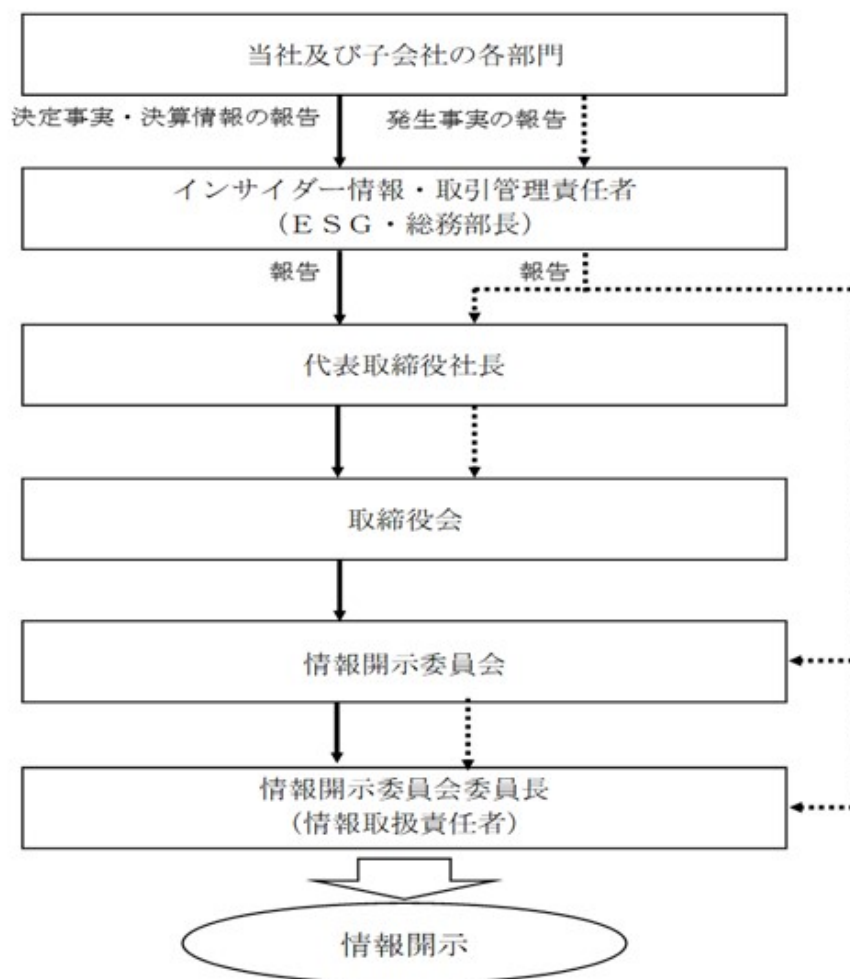 当社及び子会社の各部門
決定事実・決算情報の報告
発生事実の報告
インサイダー情報・取引管理責任者
(ESG・総務部長)
報告
報告
代表取締役社長
取締役会
情報開示委員会
情報開示委員会委員長
(情報取扱責任者)
情報開示